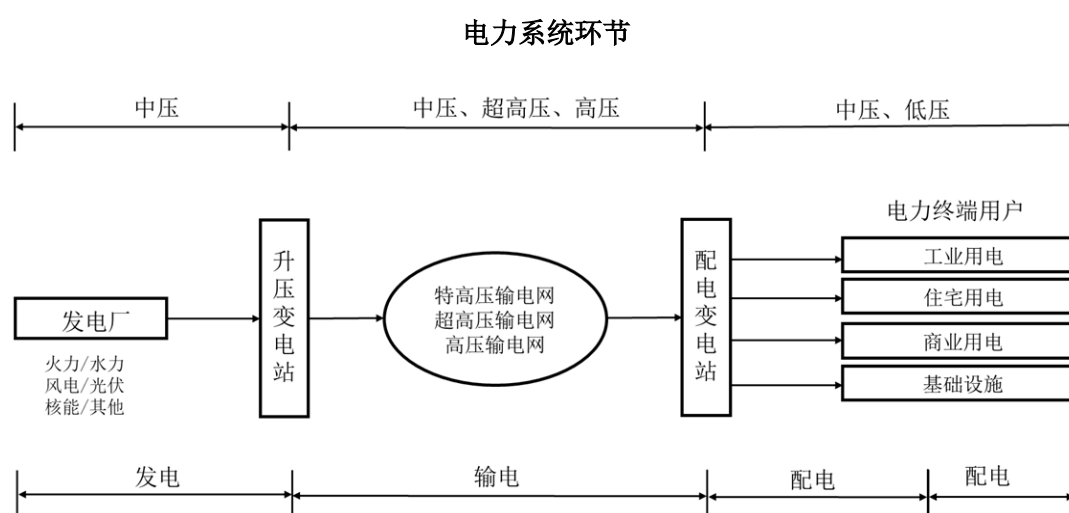 电力系统环节
中压
中压、超高压、高压
中压、低压
电力终端用户
升压变电站
配电变电站
工业用电
住宅用电
商业用电
基础设施
特高压输电网
超高压输电网
高压输电网
发电厂
火力/水力
风电/光伏
核能/其他
发电
输电
配电
配电